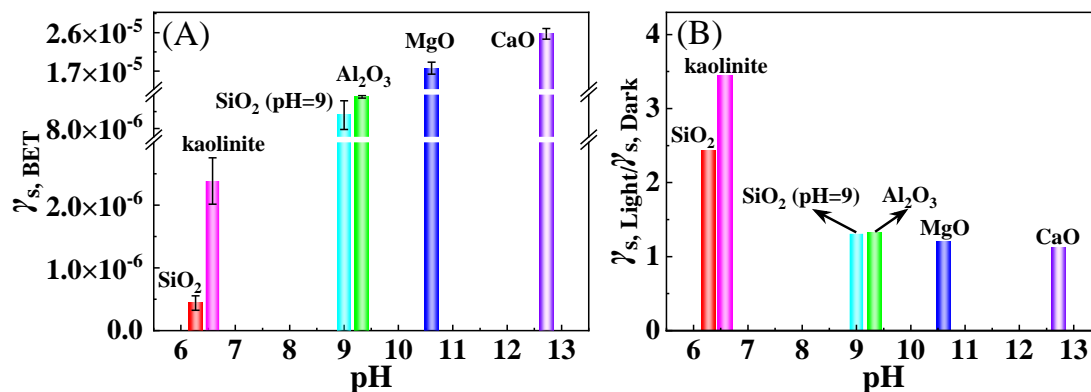 (A)
γs, BET
2.6×10-5
1.7×10-5
8.0×10-6
2.0×10-6
1.0×10-6
0.0
SiO2
kaolinite
SiO2 (pH=9)
Al2O3
MgO
CaO
6 7 8 9 10 11 12 13
pH
(B)
γs, Light/γs, Dark
4
3
2
1
0
SiO2
kaolinite
SiO2 (pH=9)
Al2O3
MgO
CaO
6 7 8 9 10 11 12 13
pH